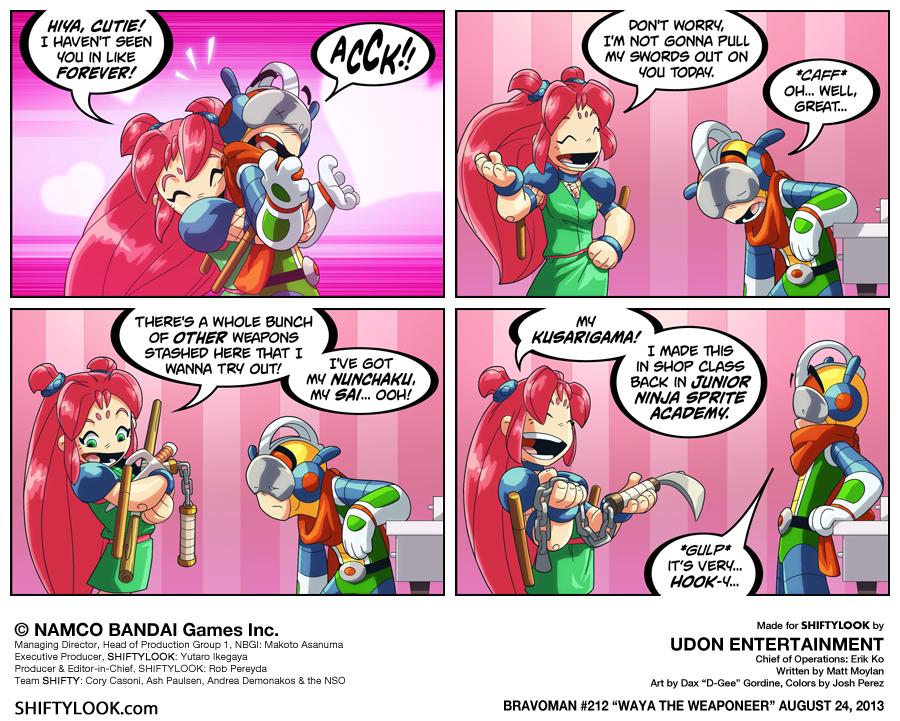 HIYA, CUTIE!
I HAVEN'T SEEN
YOU IN LIKE
FOREVER!
ACCK!!
DON'T WORRY,
I'M NOT GONNA PULL
MY SWORDS OUT ON
YOU TODAY.
*CAFF*
OH... WELL,
GREAT...
THERE'S A WHOLE BUNCH
OF OTHER WEAPONS
STASHED HERE THAT I
WANNA TRY OUT!
I'VE GOT
MY NUNCHAKU,
MY SAI... OOH!
MY
KUSARIGAMA!
I MADE THIS
IN SHOP CLASS
BACK IN JUNIOR
NINJA SPRITE
ACADEMY.
*GULP*
IT'S VERY...
HOOK-Y...
© NAMCO BANDAI Games Inc.
Managing Director, Head of Production Group 1, NBGI: Makoto Asanuma
Executive Producer, SHIFTYLOOK: Yutaro Ikegaya
Producer & Editor-in-Chief, SHIFTYLOOK: Rob Pereyda
Team SHIFTY: Cory Casoni, Ash Paulsen, Andrea Demonakos & the NSO
SHIFTYLOOK.com
Made for SHIFTYLOOK by
UDON ENTERTAINMENT
Chief of Operations: Erik Ko
Written by Matt Moylan
Art by Dax "D-Gee" Gordine, Colors by Josh Perez
BRAVOMAN #212 "WAYA THE WEAPONEER" AUGUST 24, 2013